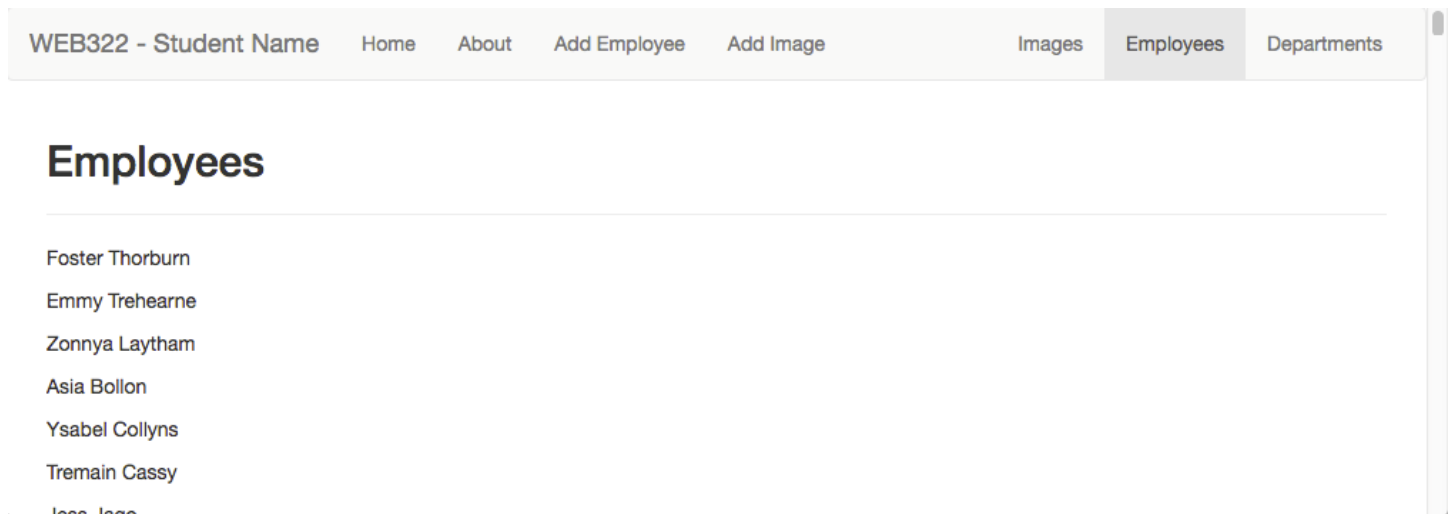 WEB322 - Student Name Home About Add Employee Add Image Images Employees Departments
Employees
Foster Thorburn
Emmy Trehearne
Zonnya Laytham
Asia Bollon
Ysabel Collyns
Tremain Cassy